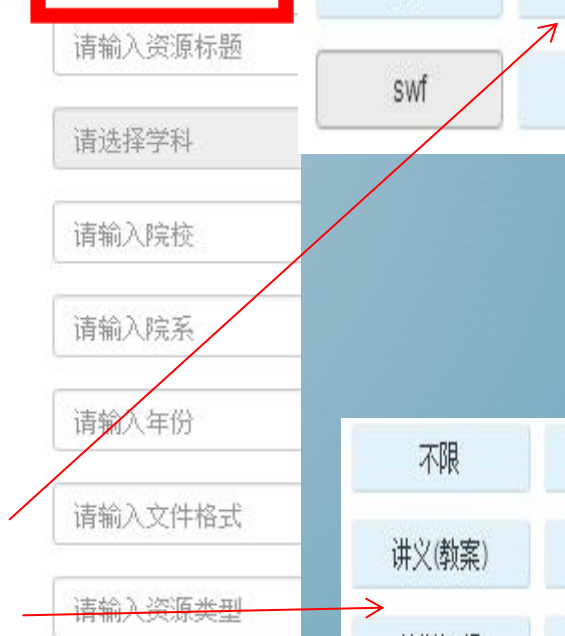 请输入资源标题
swf
请选择学科
请输入院校
请输入院系
请输入年份
不限
请输入文件格式
讲义(教案)
请输入资源类型